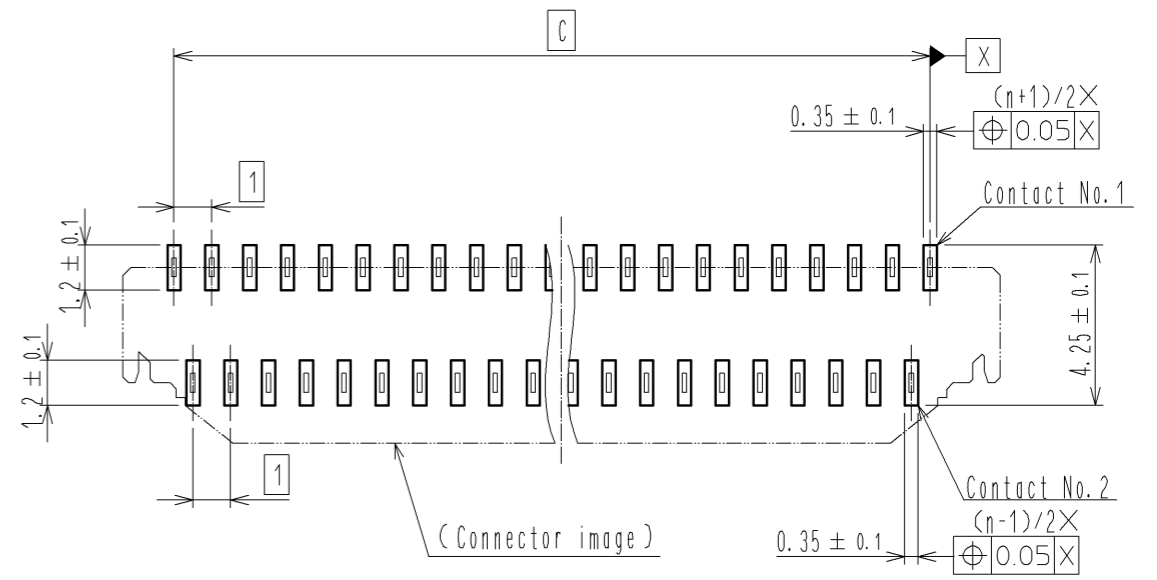 C
X
(n+1)/2X
0.35 ± 0.1
⌖ 0.05 X
1
Contact No.1
1.2 ± 0.1
4.25 ± 0.1
1.2 ± 0.1
1
Contact No.2
(n-1)/2X
(Connector image)
0.35 ± 0.1
⌖ 0.05 X